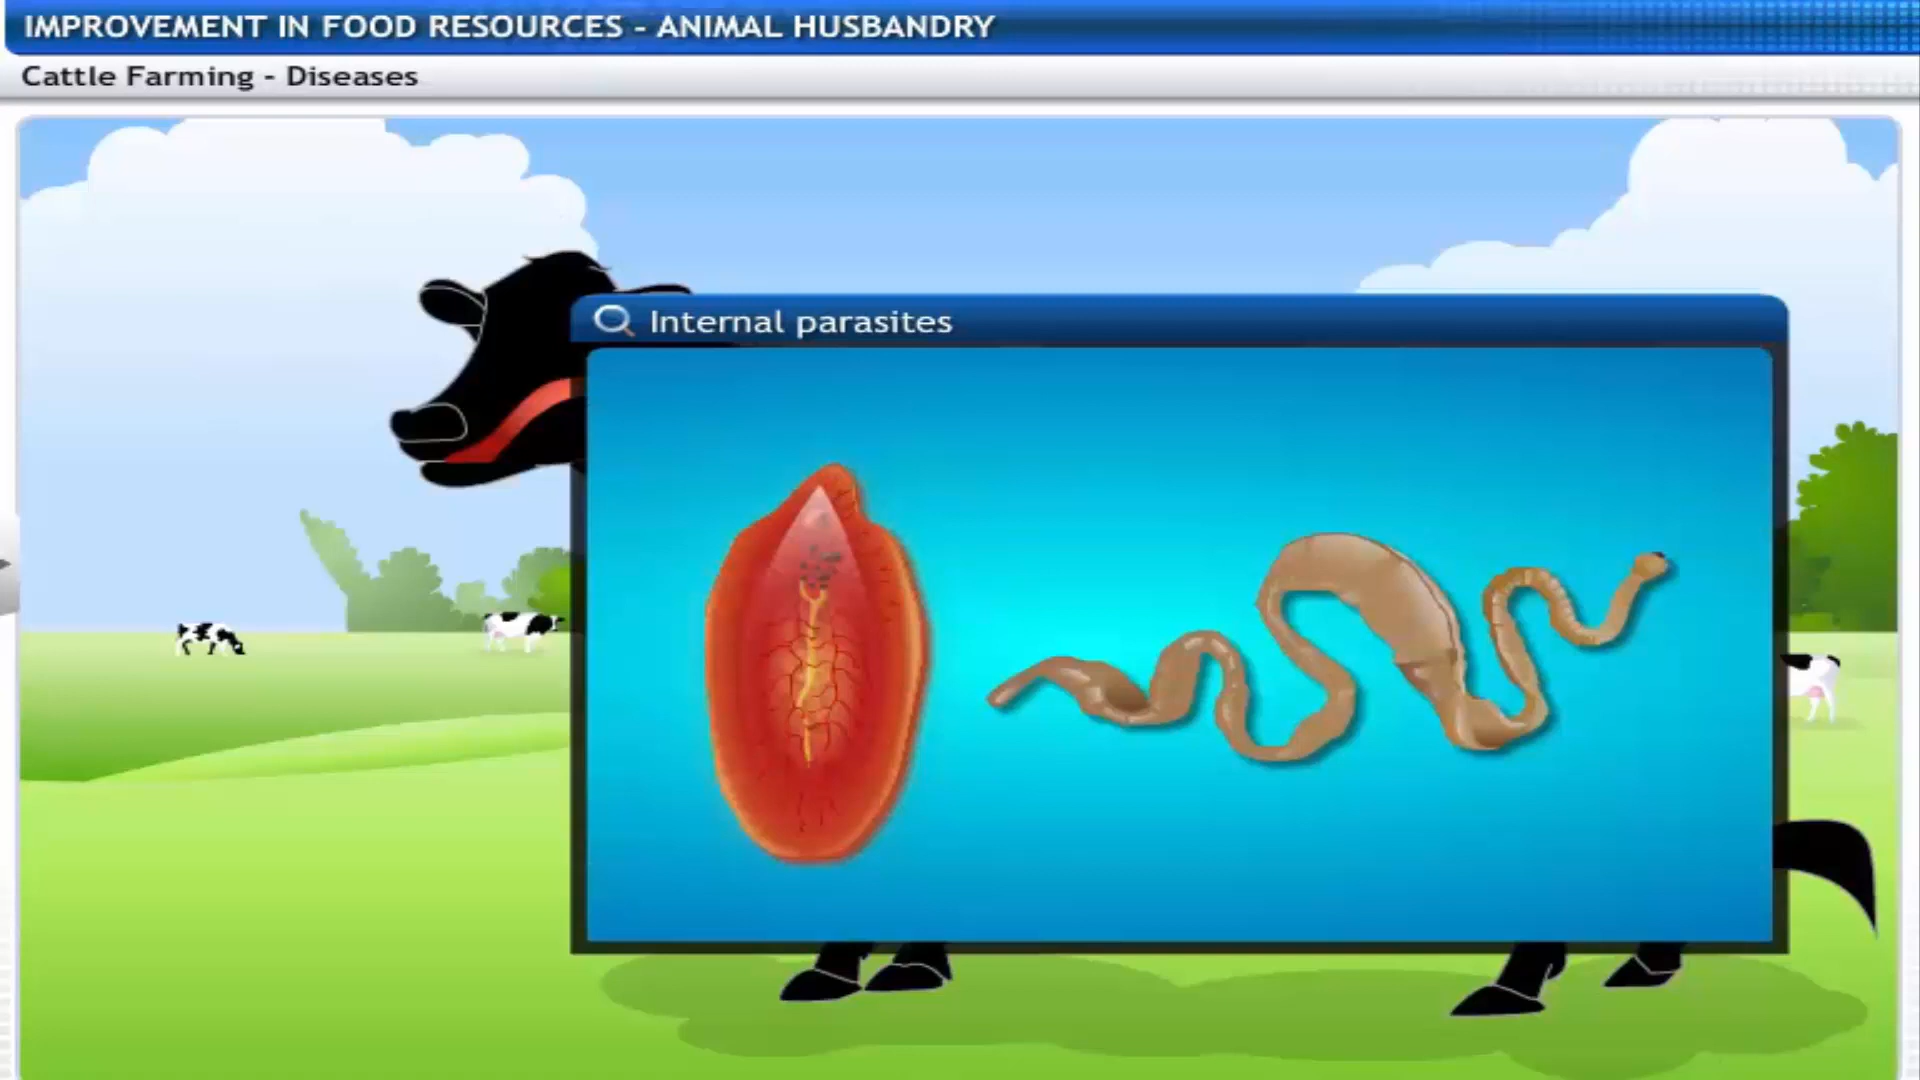 IMPROVEMENT IN FOOD RESOURCES - ANIMAL HUSBANDRY
Cattle Farming - Diseases
Internal parasites